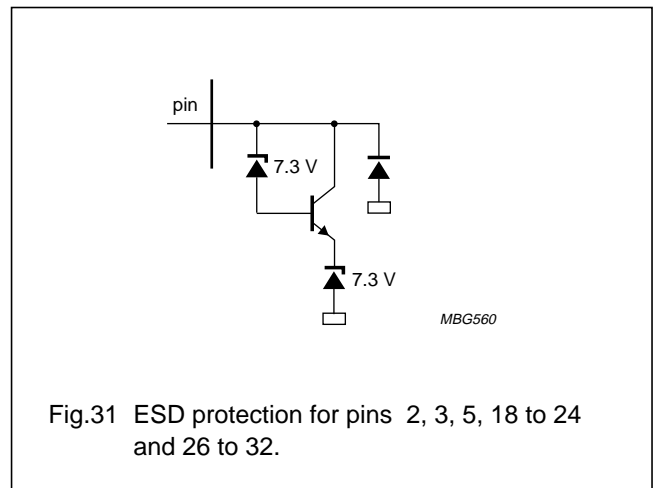 pin
7.3 V
7.3 V
MBG560
Fig.31 ESD protection for pins 2, 3, 5, 18 to 24
and 26 to 32.